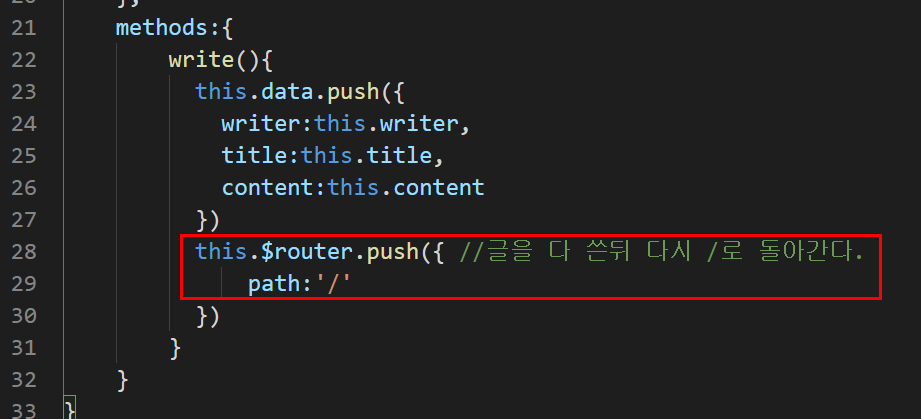 20 },
21 methods:{
22 write(){
23 this.data.push({
24 writer:this.writer,
25 title:this.title,
26 content:this.content
27 })
28 this.$router.push({ //글을 다 쓴뒤 다시 /로 돌아간다.
29 path:'/'
30 })
31 }
32 }
33 }